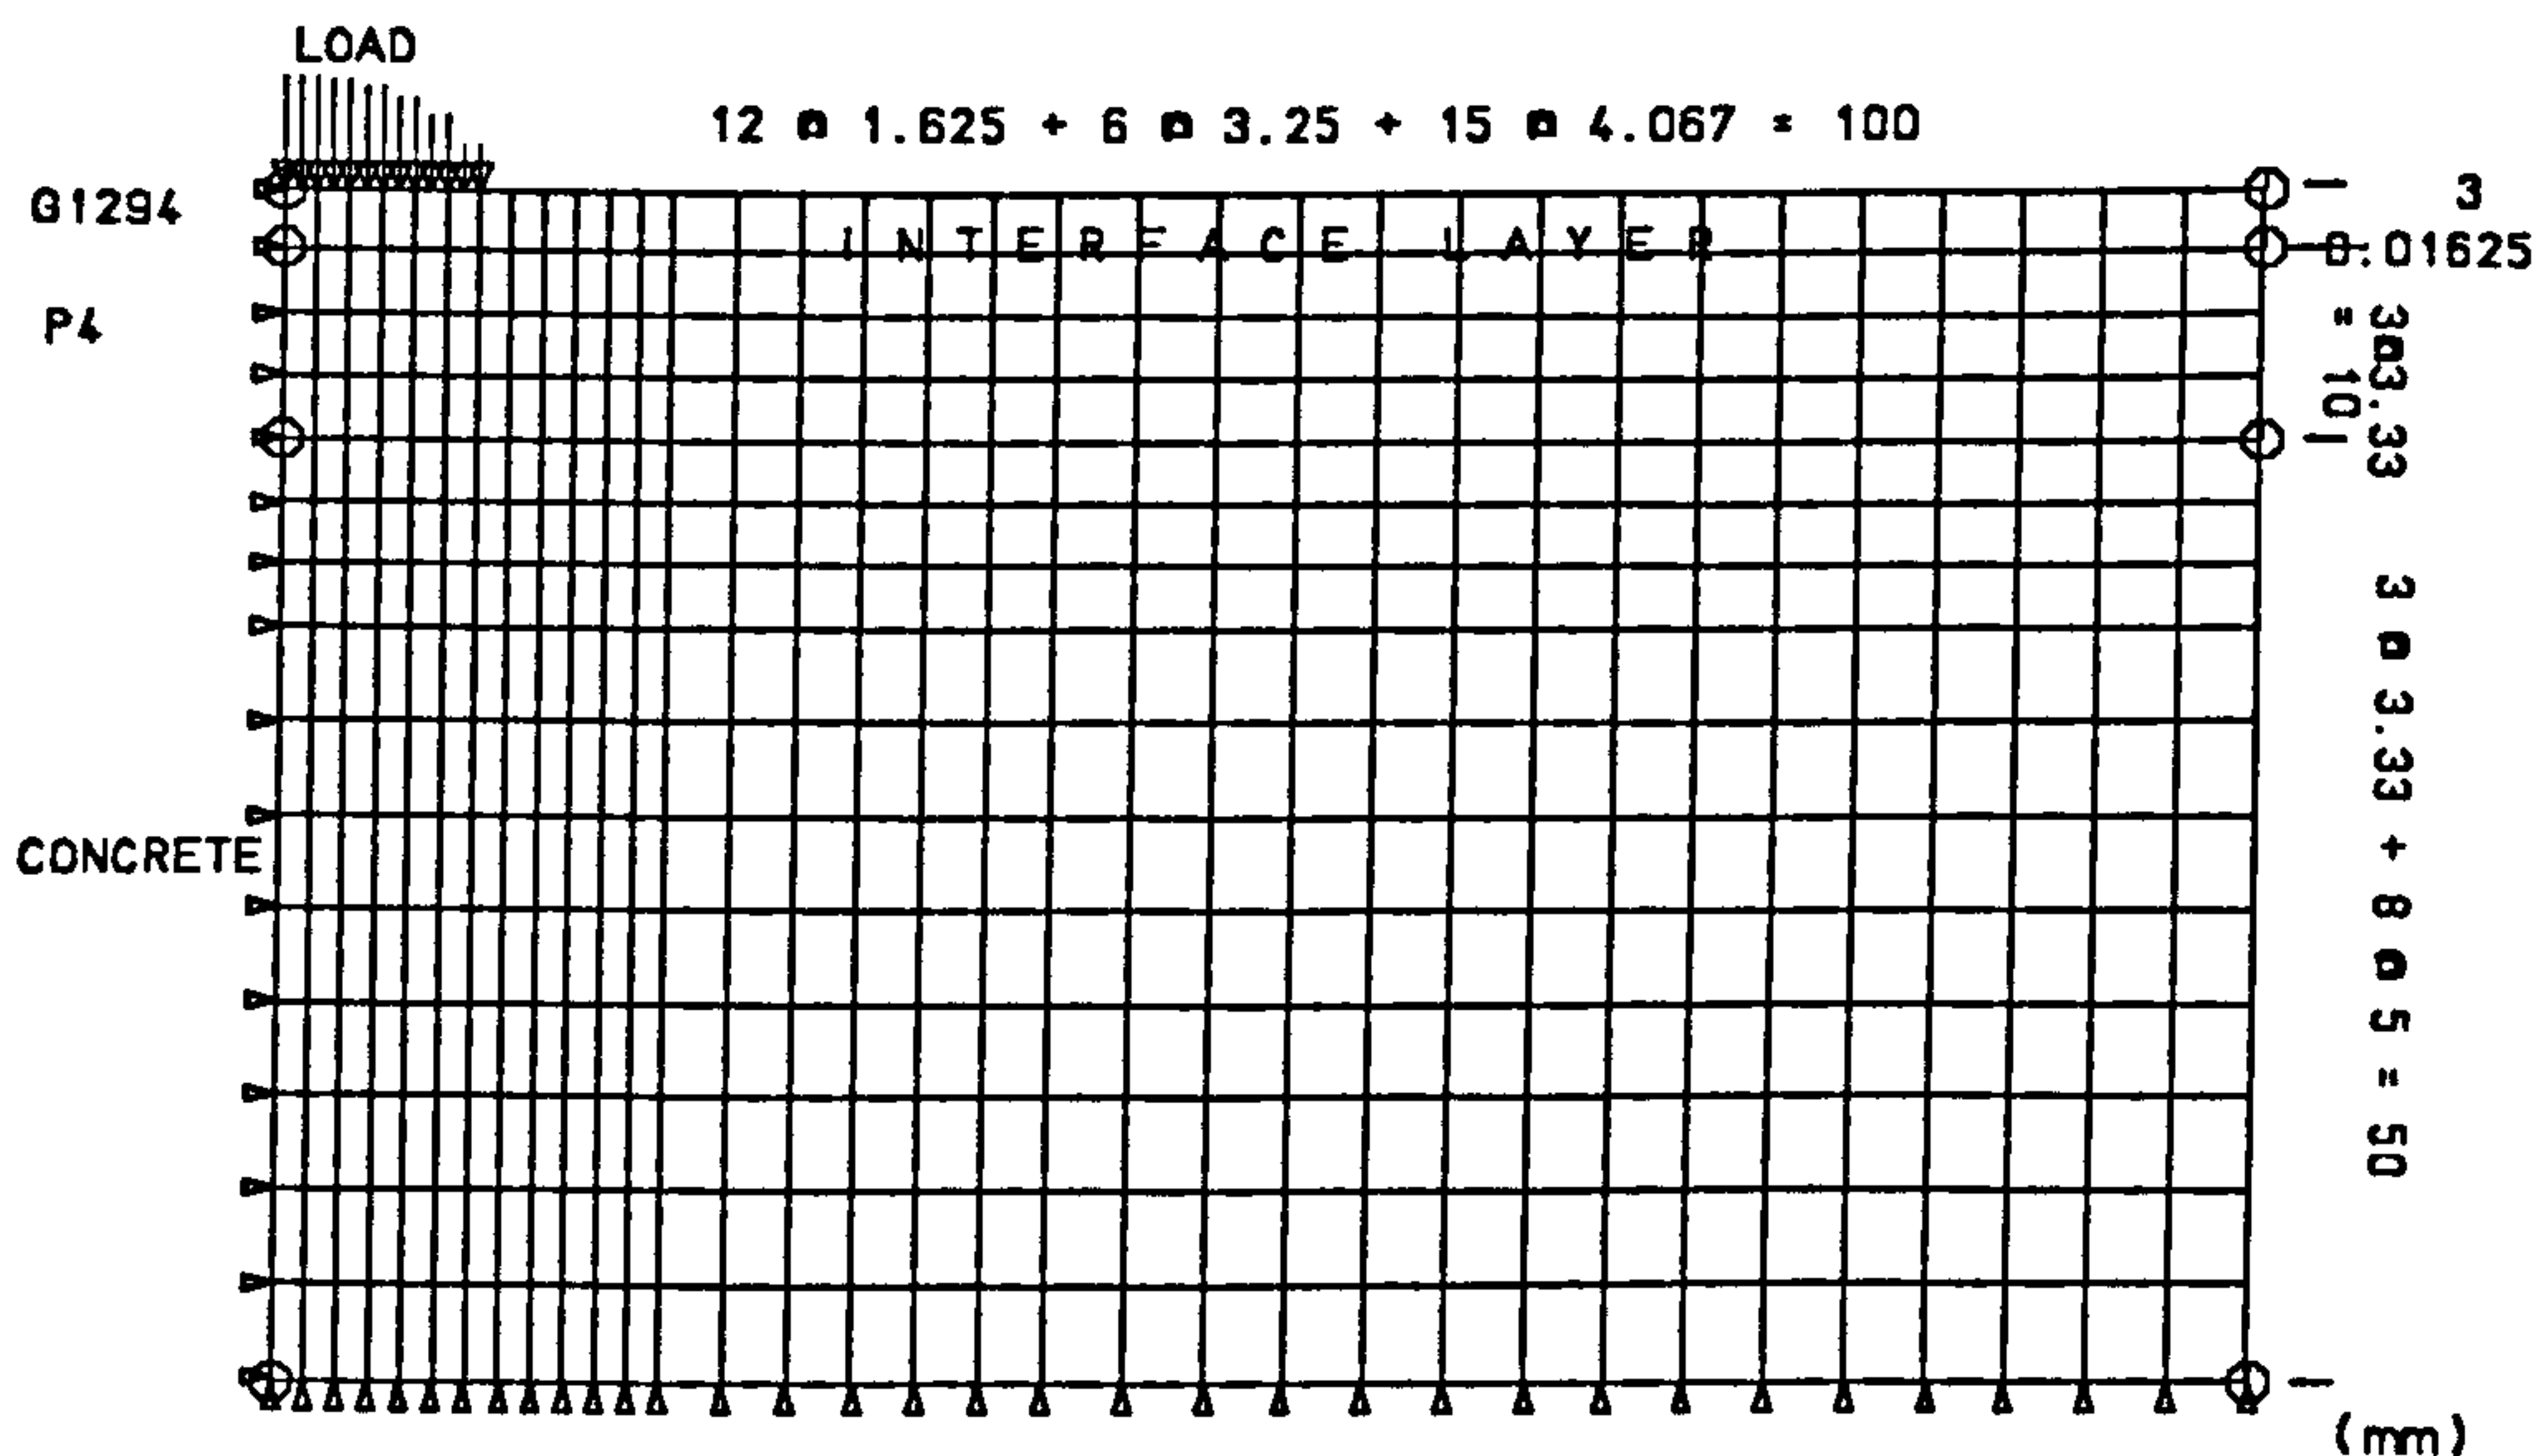 LOAD
12 @ 1.625 + 6 @ 3.25 + 15 @ 4.067 = 100
G1294
3
INTERFACE LAYER
0.01625
P4
3@3.33
= 10
CONCRETE
3 @ 3.33 + 8 @ 5 = 50
(mm)